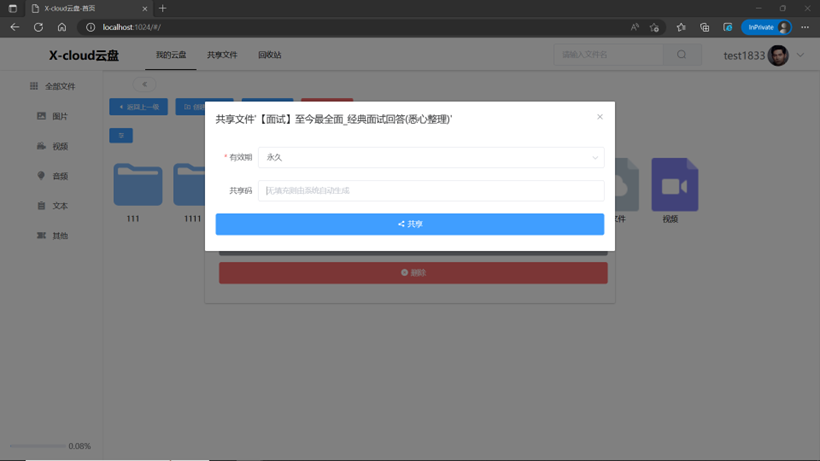 X-cloud云盘-首页
localhost:1024/#/
InPrivate
X-cloud云盘
我的云盘
共享文件
回收站
请输入文件名
test1833
全部文件
图片
视频
音频
文本
其他
返回上一级
共享文件'【面试】至今最全面_经典面试回答(悉心整理)'
* 有效期
永久
共享码
无填充则由系统自动生成
共享
111
1111
件
视频
删除
0.08%